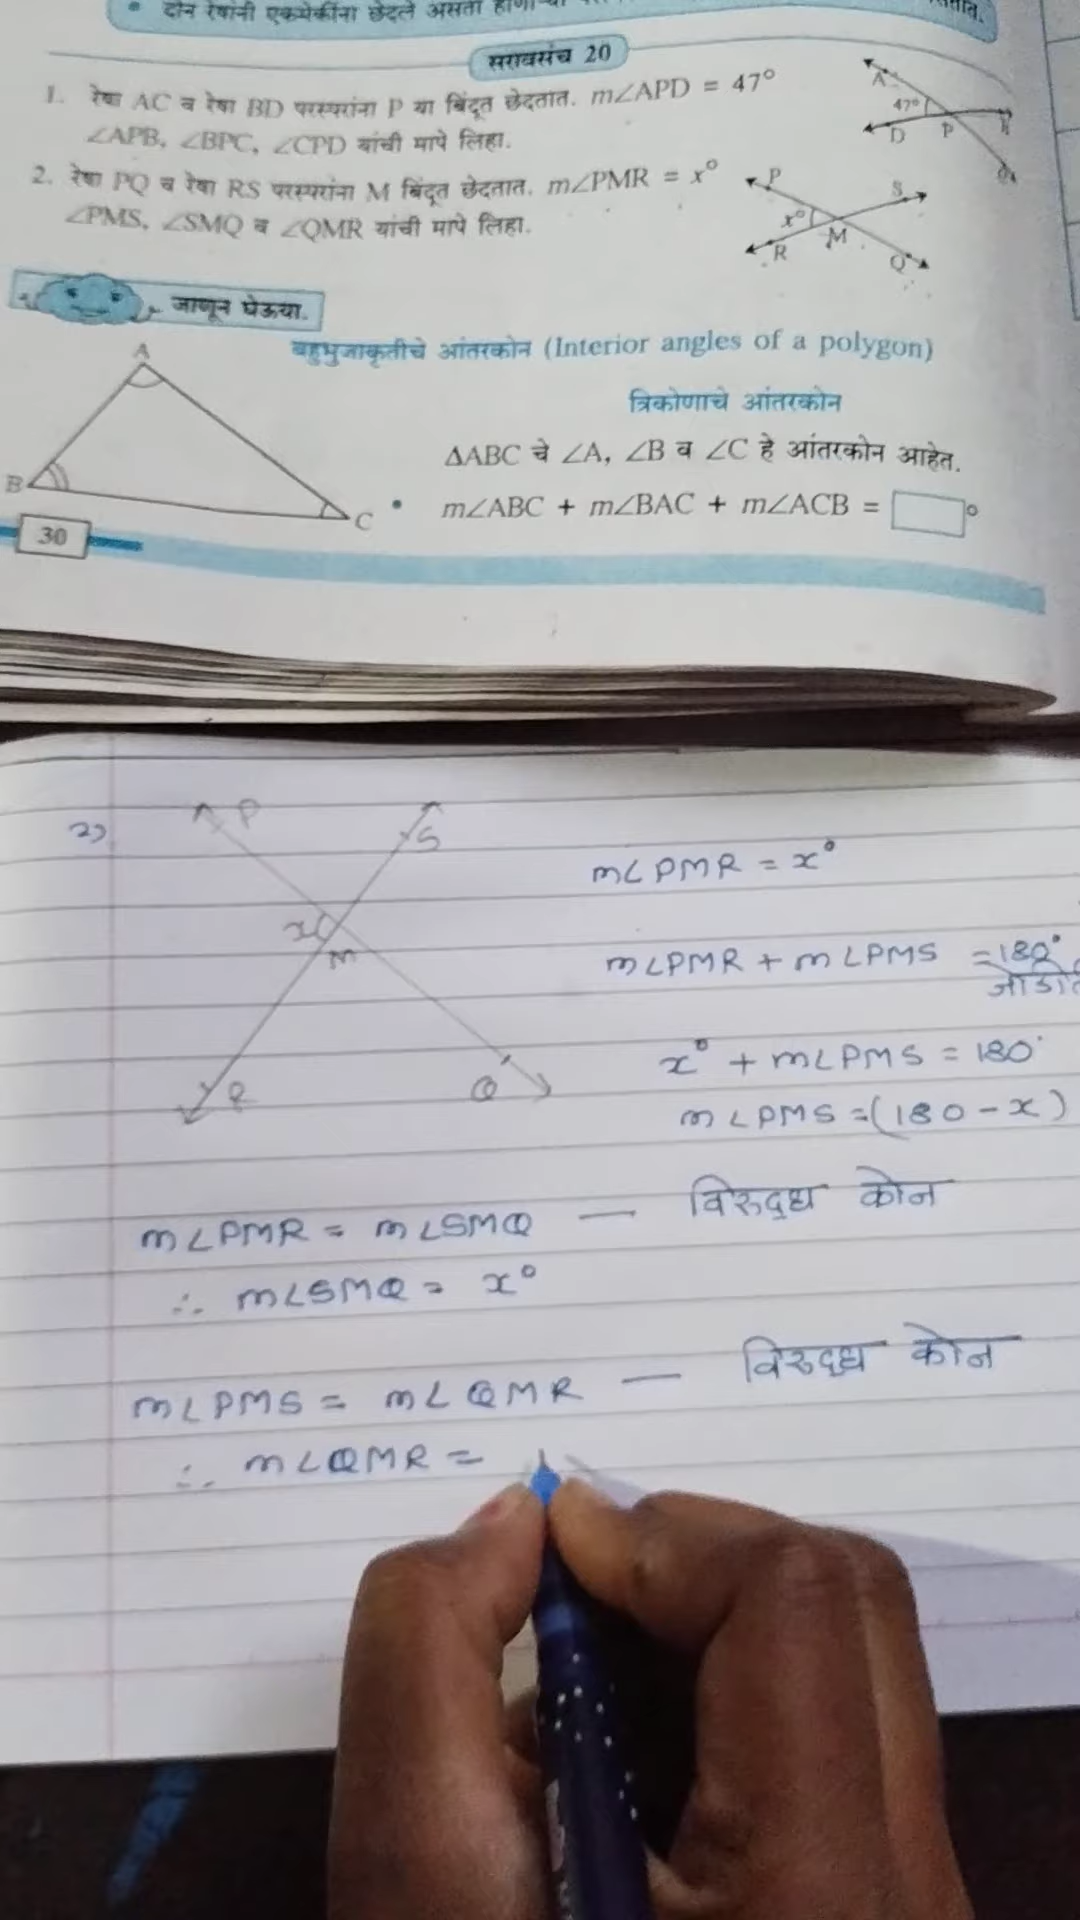 दोन रेषांनी एकमेकींना छेदले असता
सरावसंच 20
1. रेषा AC व रेषा BD परस्परांना P या बिंदूत छेदतात. m∠APD = 47°
∠APB, ∠BPC, ∠CPD यांची मापे लिहा.
A
47°
D P
2. रेषा PQ व रेषा RS परस्परांना M बिंदूत छेदतात. m∠PMR = x°
∠PMS, ∠SMQ व ∠QMR यांची मापे लिहा.
P S
x°
R M Q
जाणून घेऊया.
बहुभुजाकृतीचे आंतरकोन (Interior angles of a polygon)
त्रिकोणाचे आंतरकोन
A
B
C
ΔABC चे ∠A, ∠B व ∠C हे आंतरकोन आहेत.
• m∠ABC + m∠BAC + m∠ACB = °
30
2)
P
S
x
M
R
Q
m∠PMR = x°
m∠PMR + m∠PMS = 180°
x° + m∠PMS = 180°
m∠PMS = (180 - x)
m∠PMR = m∠SMQ — विरुद्ध कोन
∴ m∠SMQ = x°
m∠PMS = m∠QMR — विरुद्ध कोन
∴ m∠QMR =